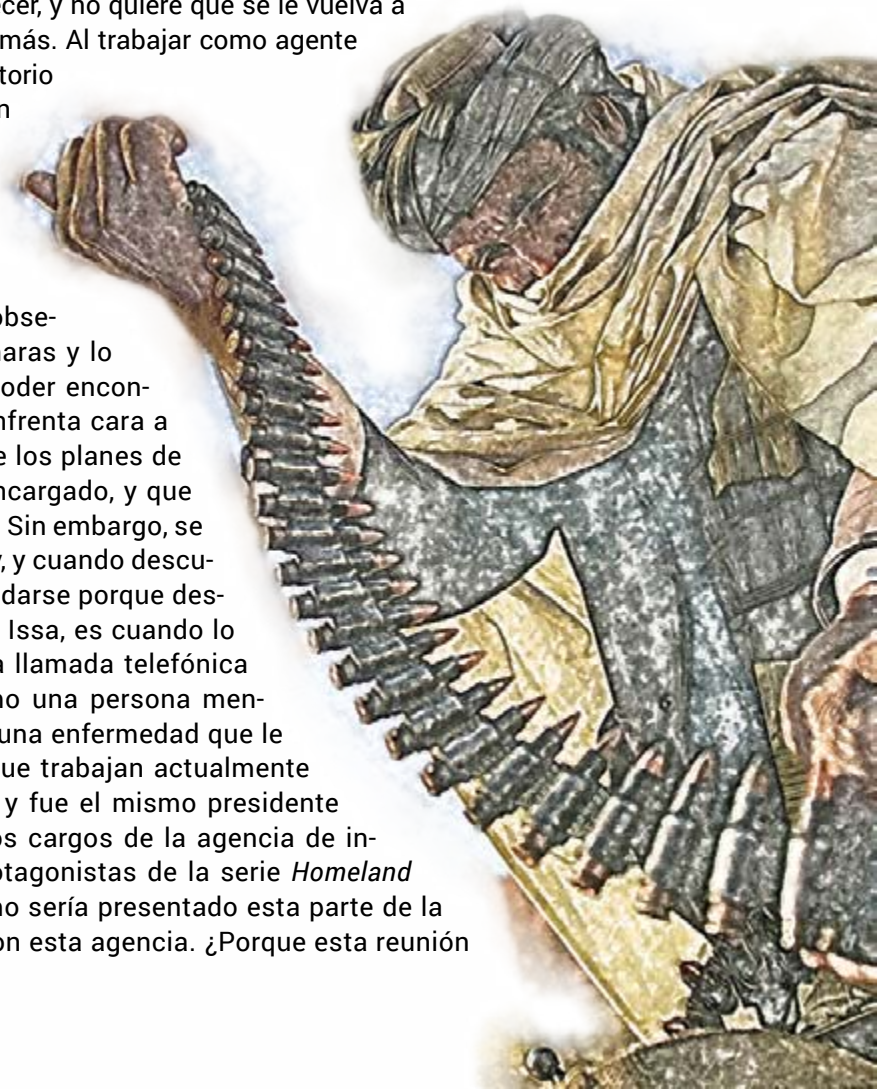 ecer, y no quiere que se le vuelva a
más. Al trabajar como agente
torio
n
obse-
aras y lo
oder encon-
nfrenta cara a
e los planes de
ncargado, y que
Sin embargo, se
, y cuando descu-
darse porque des-
Issa, es cuando lo
a llamada telefónica
no una persona men-
una enfermedad que le
ue trabajan actualmente
y fue el mismo presidente
os cargos de la agencia de in-
otagonistas de la serie Homeland
no sería presentado esta parte de la
on esta agencia. ¿Porque esta reunión